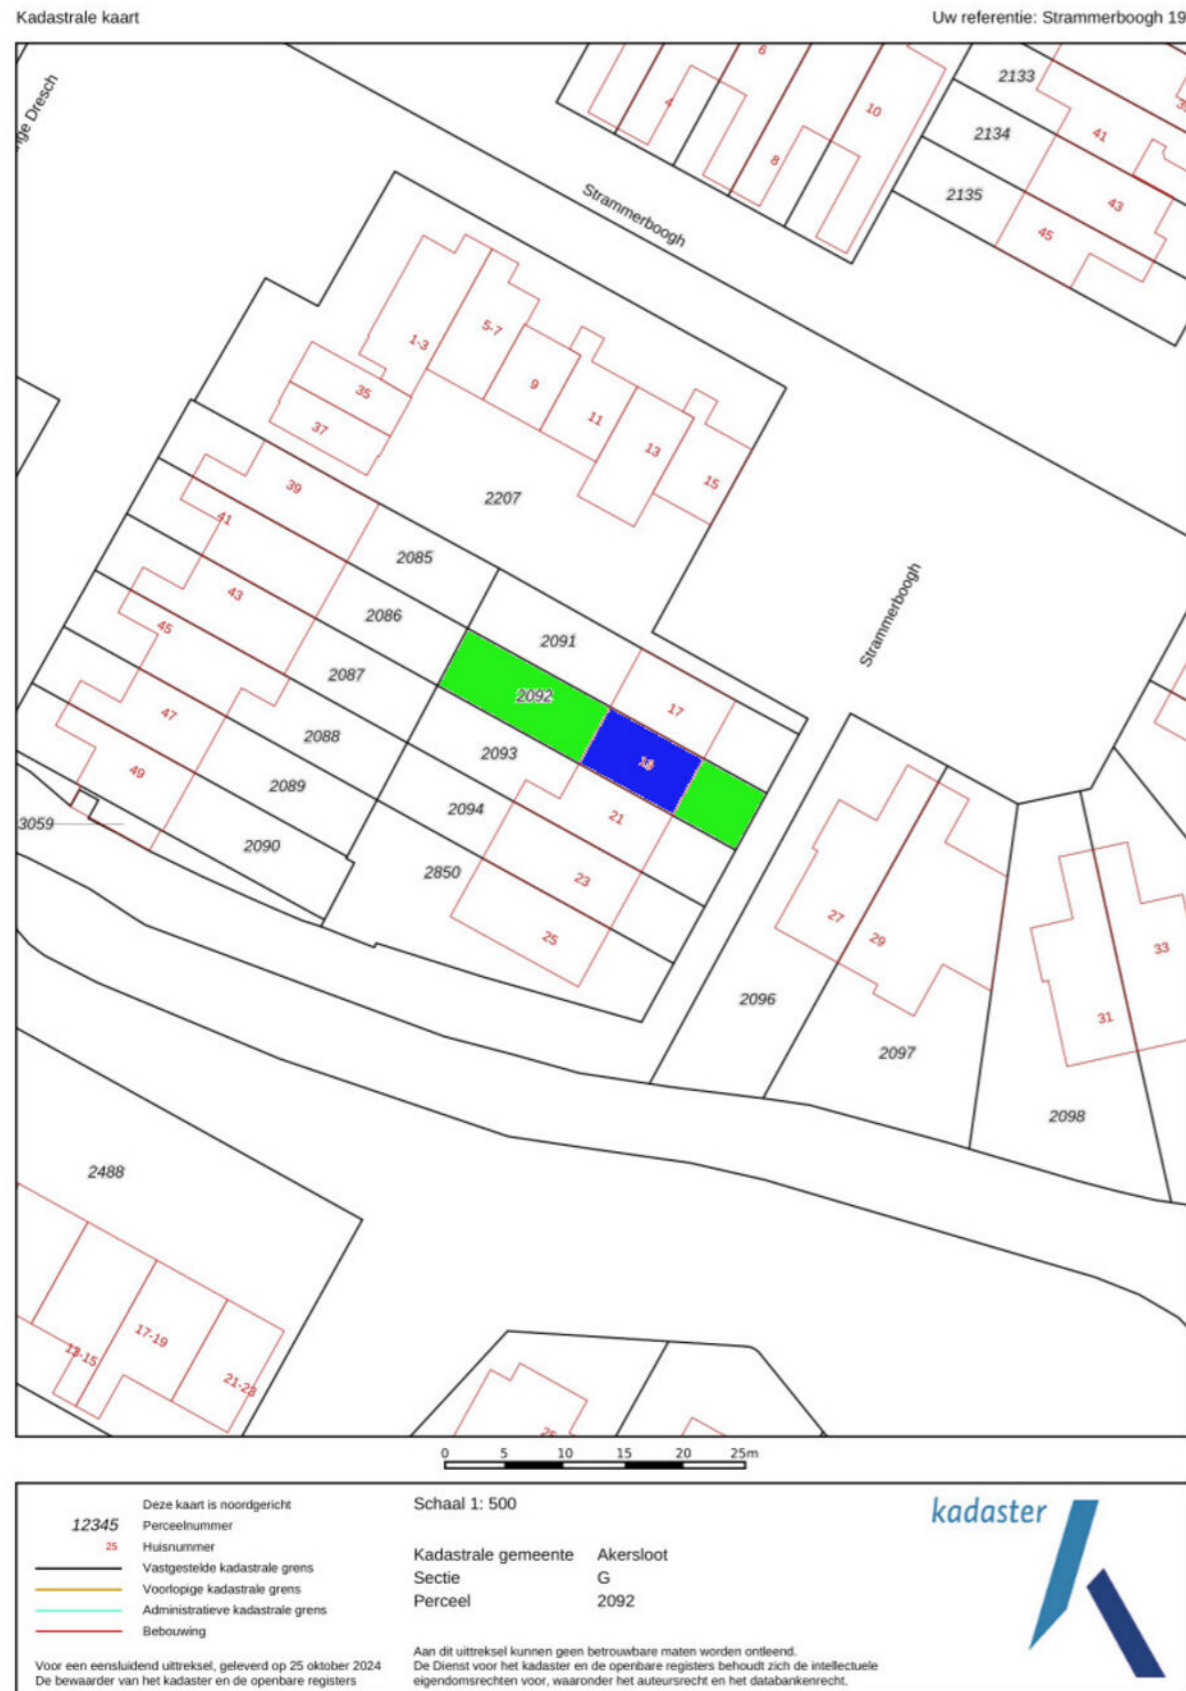 Kadastrale kaart
Uw referentie: Strammerboogh 19
nge Dresch
Strammerboogh
Strammerboogh
2133
2134
2135
4
6
8
10
41
43
45
1-3
5-7
9
11
13
15
35
37
39
41
43
45
47
49
2207
2085
2086
2087
2088
2089
2090
2091
2092
2093
2094
2850
17
19
21
23
25
3059
27
29
31
33
2096
2097
2098
2488
13-15
17-19
21-23
25
0 5 10 15 20 25m
Deze kaart is noordgericht
12345 Perceelnummer
25 Huisnummer
Vastgestelde kadastrale grens
Voorlopige kadastrale grens
Administratieve kadastrale grens
Bebouwing
Voor een eensluidend uittreksel, geleverd op 25 oktober 2024
De bewaarder van het kadaster en de openbare registers
Schaal 1: 500
Kadastrale gemeente Akersloot
Sectie G
Perceel 2092
Aan dit uittreksel kunnen geen betrouwbare maten worden ontleend.
De Dienst voor het kadaster en de openbare registers behoudt zich de intellectuele
eigendomsrechten voor, waaronder het auteursrecht en het databankenrecht.
kadaster